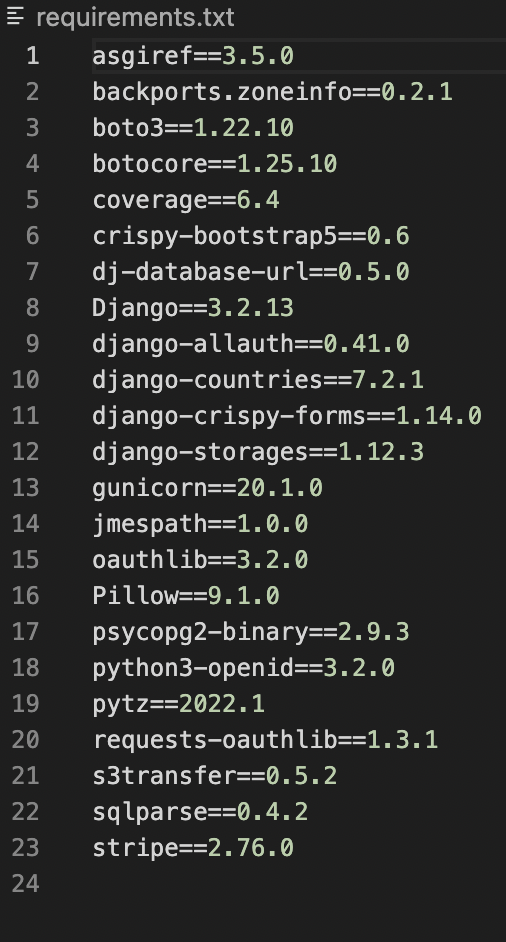 requirements.txt
1 asgiref==3.5.0
2 backports.zoneinfo==0.2.1
3 boto3==1.22.10
4 botocore==1.25.10
5 coverage==6.4
6 crispy-bootstrap5==0.6
7 dj-database-url==0.5.0
8 Django==3.2.13
9 django-allauth==0.41.0
10 django-countries==7.2.1
11 django-crispy-forms==1.14.0
12 django-storages==1.12.3
13 gunicorn==20.1.0
14 jmespath==1.0.0
15 oauthlib==3.2.0
16 Pillow==9.1.0
17 psycopg2-binary==2.9.3
18 python3-openid==3.2.0
19 pytz==2022.1
20 requests-oauthlib==1.3.1
21 s3transfer==0.5.2
22 sqlparse==0.4.2
23 stripe==2.76.0
24